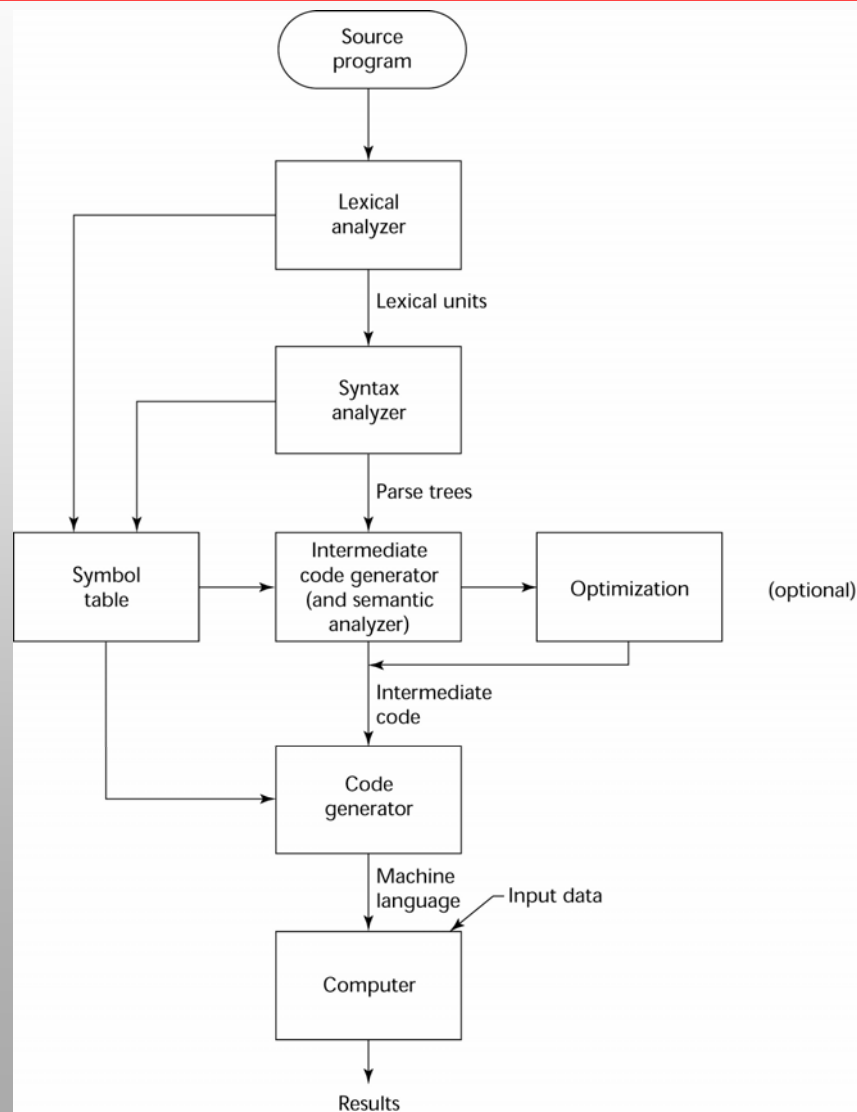 Source
program
Lexical
analyzer
Lexical units
Syntax
analyzer
Parse trees
Symbol
table
Intermediate
code generator
(and semantic
analyzer)
Optimization
(optional)
Intermediate
code
Code
generator
Machine
language
Input data
Computer
Results